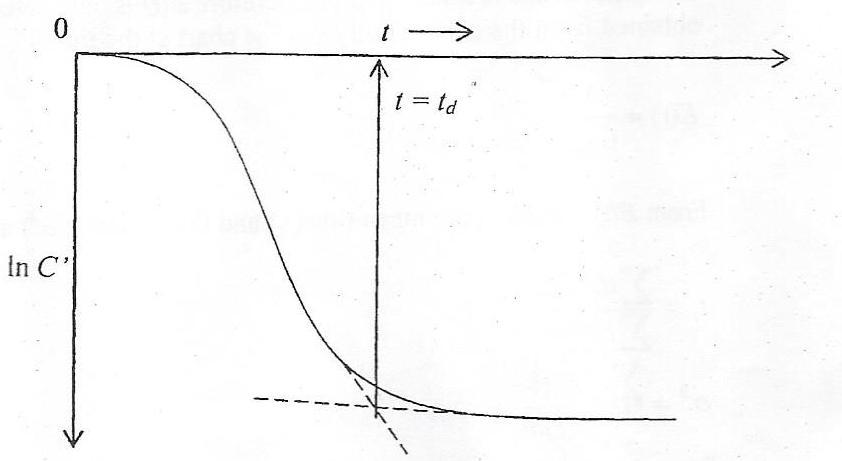 0
t
t = t_d
ln C'